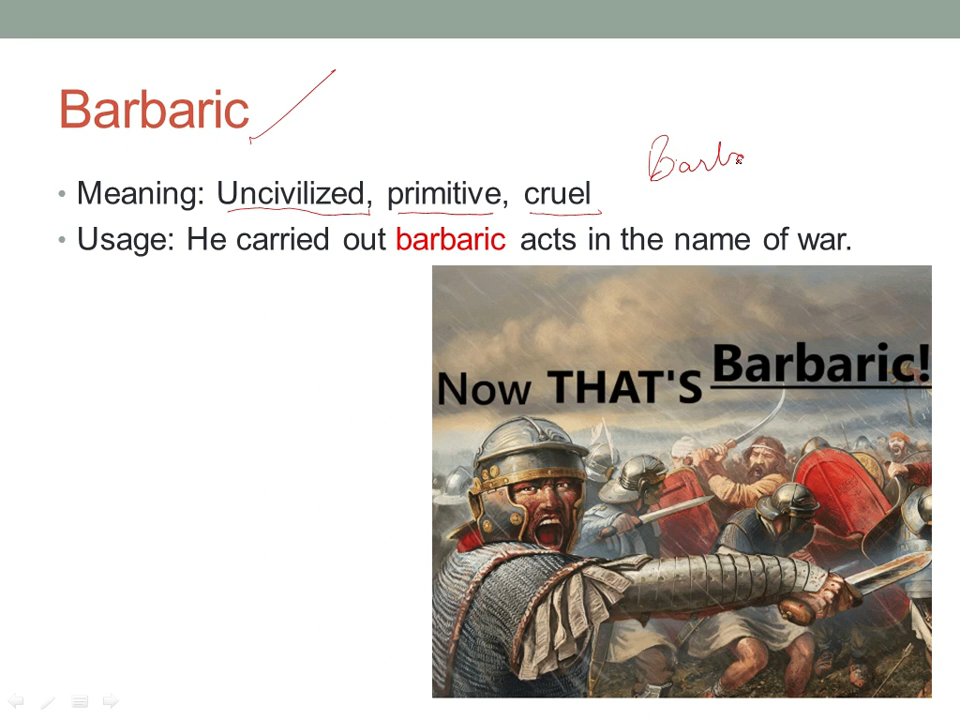 Barbaric
Barba
• Meaning: Uncivilized, primitive, cruel
• Usage: He carried out barbaric acts in the name of war.
Now THAT'S Barbaric!